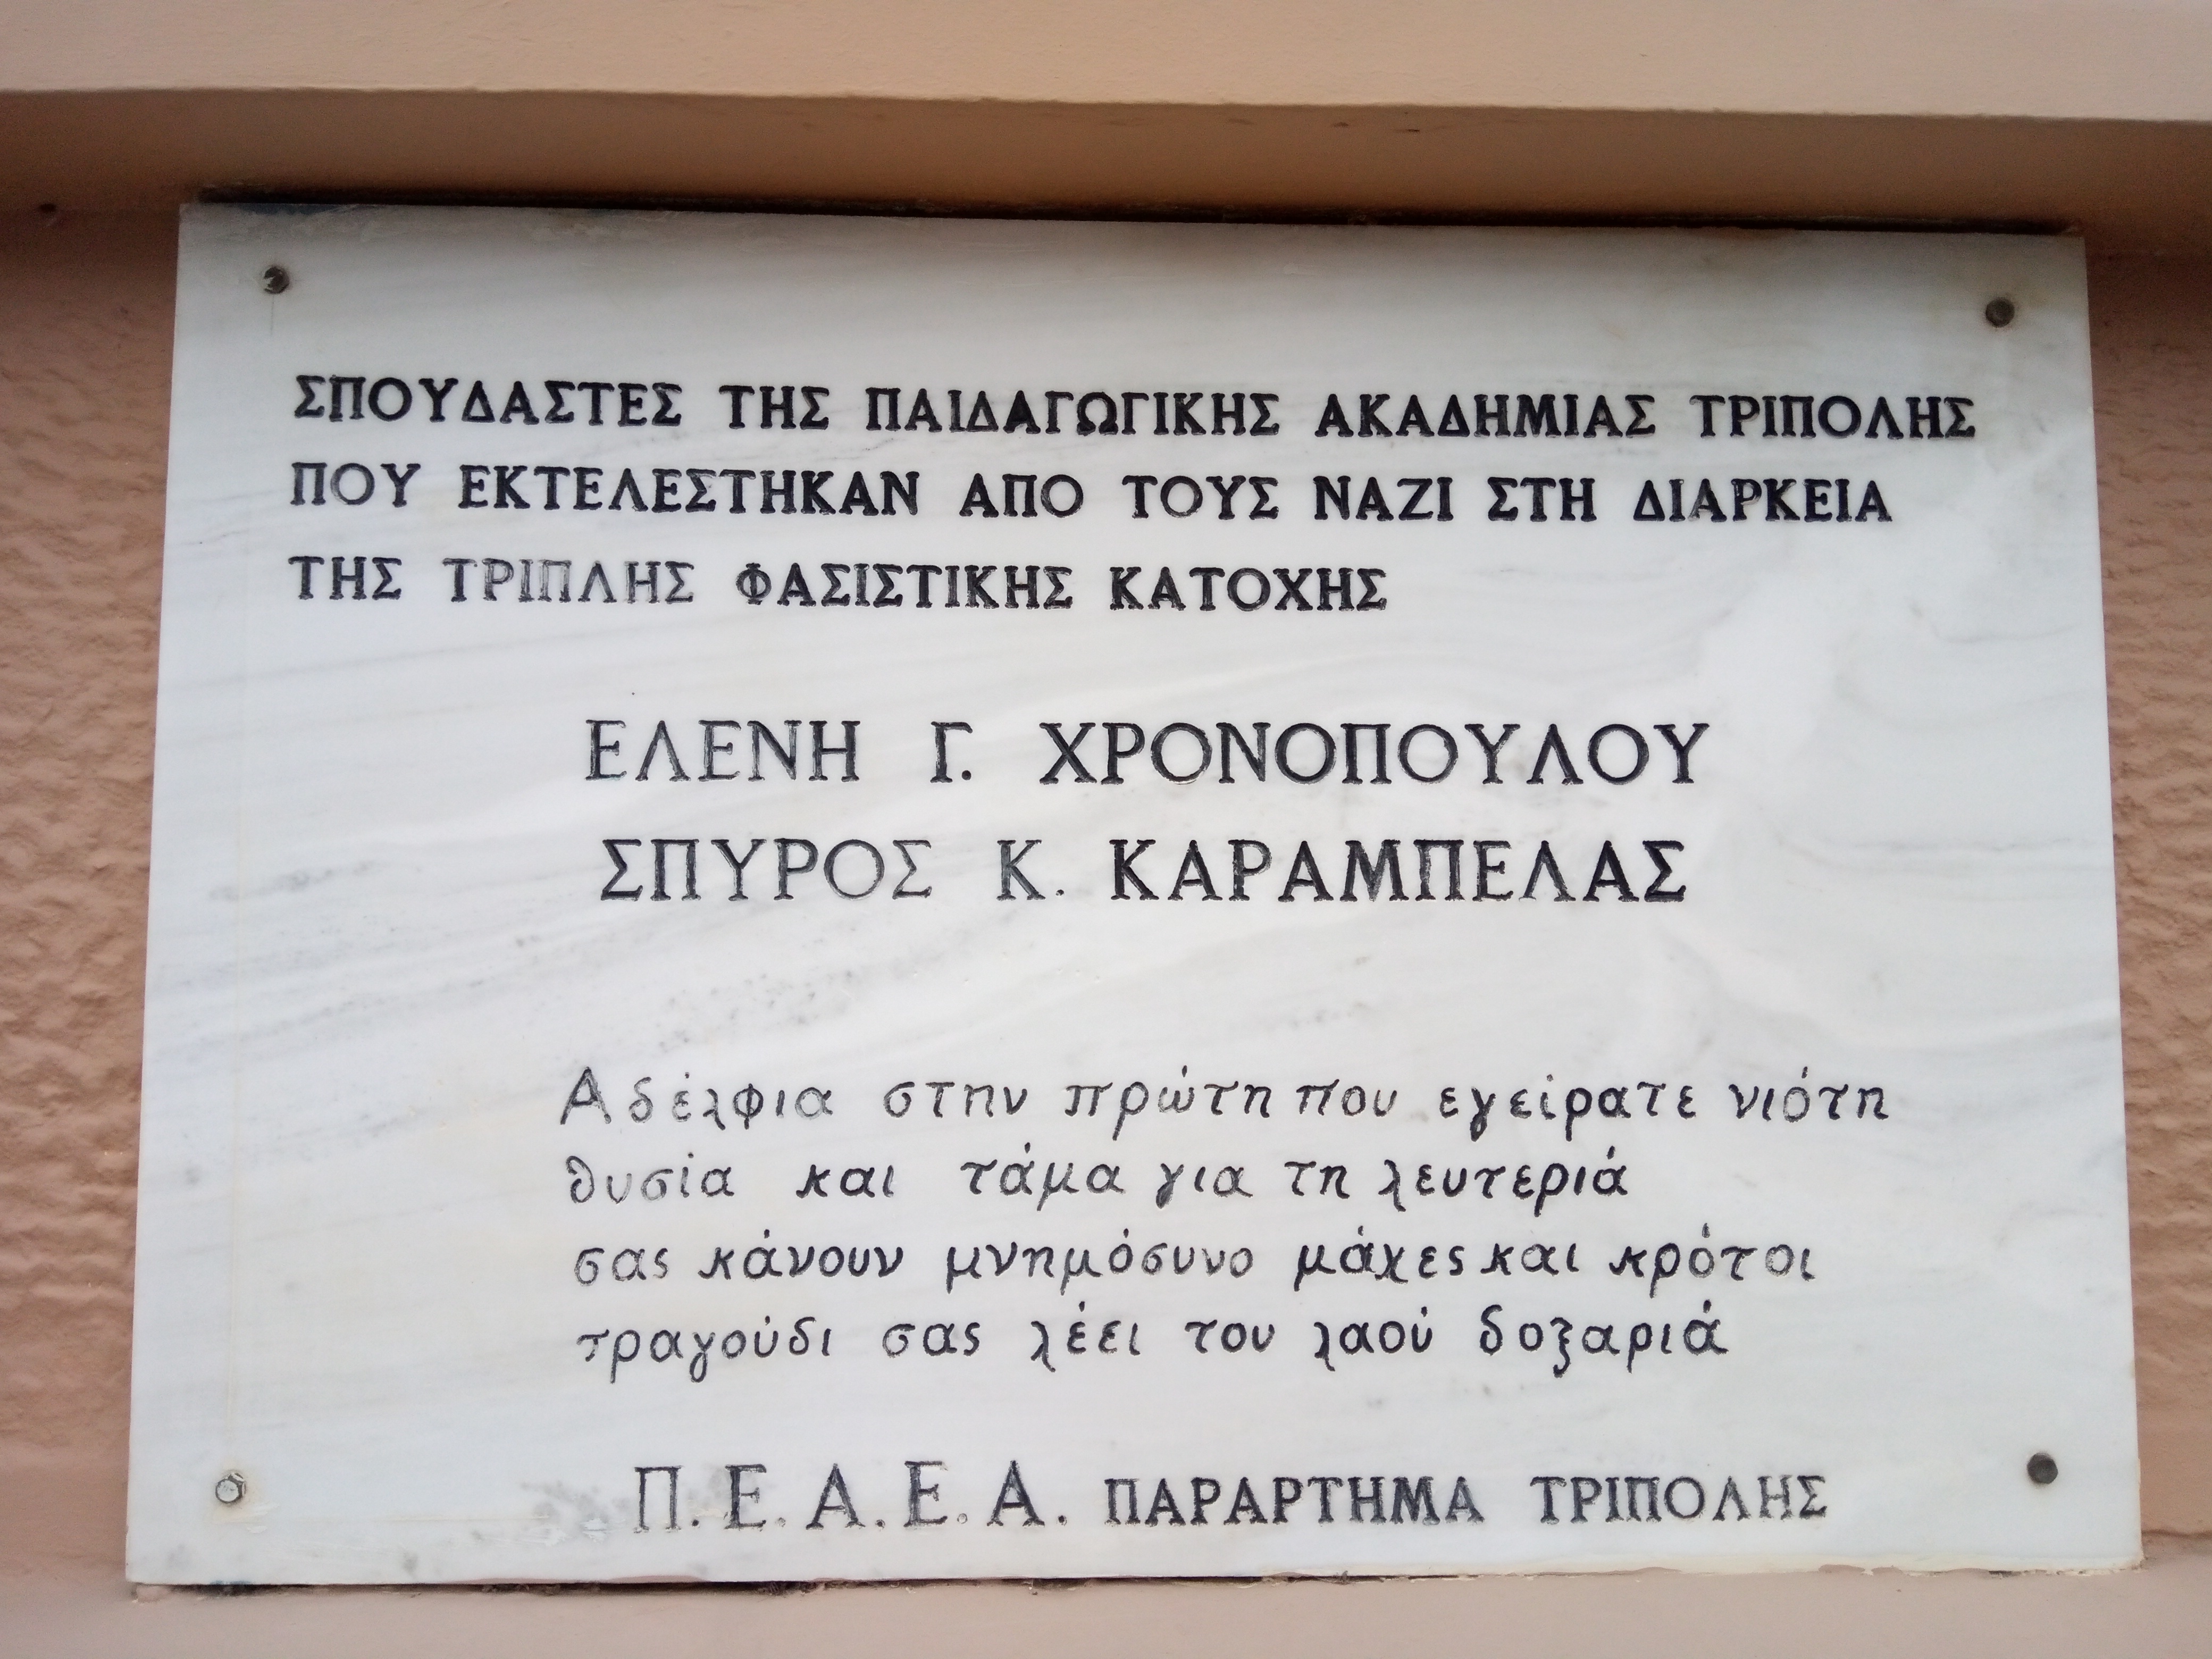 ΣΠΟΥΔΑΣΤΕΣ ΤΗΣ ΠΑΙΔΑΓΩΓΙΚΗΣ ΑΚΑΔΗΜΙΑΣ ΤΡΙΠΟΛΗΣ
ΠΟΥ ΕΚΤΕΛΕΣΤΗΚΑΝ ΑΠΟ ΤΟΥΣ ΝΑΖΙ ΣΤΗ ΔΙΑΡΚΕΙΑ
ΤΗΣ ΤΡΙΠΛΗΣ ΦΑΣΙΣΤΙΚΗΣ ΚΑΤΟΧΗΣ
ΕΛΕΝΗ Γ. ΧΡΟΝΟΠΟΥΛΟΥ
ΣΠΥΡΟΣ Κ. ΚΑΡΑΜΠΕΛΑΣ
Αδέλφια στην πρώτη που εγείρατε νιότη
θυσία και τάμα για τη λευτεριά
σας κάνουν μνημόσυνο μάχες και κρότοι
τραγούδι σας λέει του λαού δοξαριά
Π.Ε.Α.Ε.Α. ΠΑΡΑΡΤΗΜΑ ΤΡΙΠΟΛΗΣ